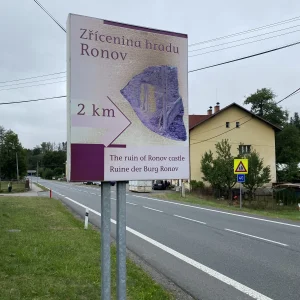 Zřícenina hradu
Ronov
2 km
The ruin of Ronov castle
Ruine der Burg Ronov